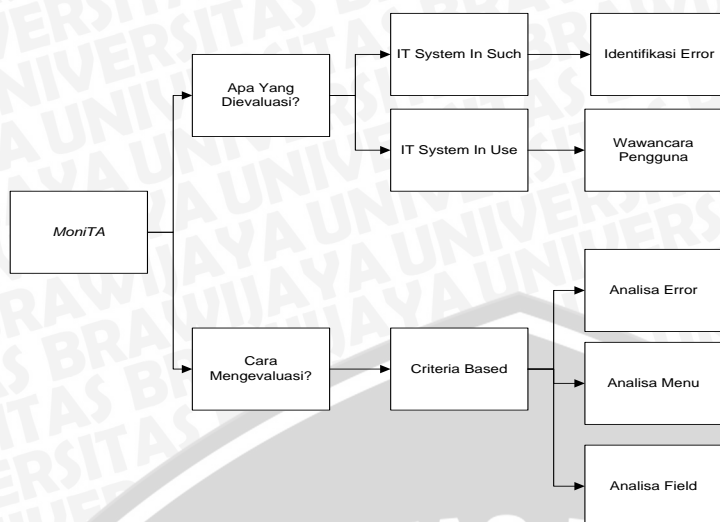 IT System In Such
Identifikasi Error
Apa Yang
Dievaluasi?
IT System In Use
Wawancara
Pengguna
MoniTA
Analisa Error
Cara
Mengevaluasi?
Criteria Based
Analisa Menu
Analisa Field